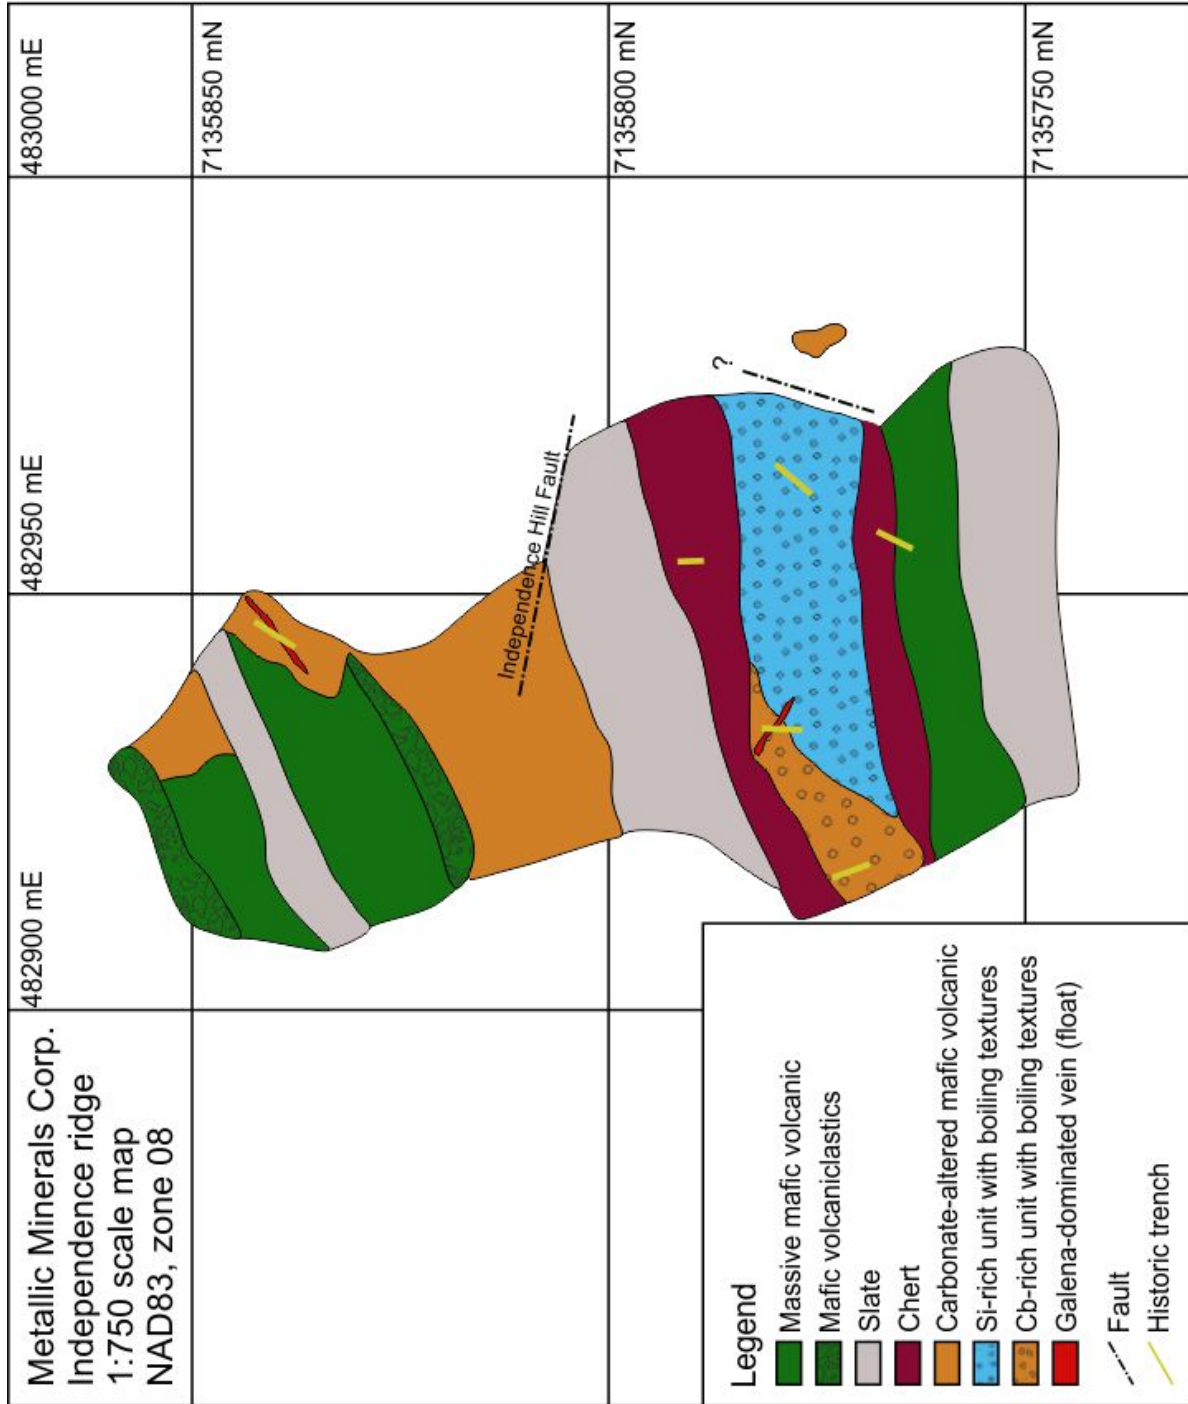 Metallic Minerals Corp.
Independence ridge
1:750 scale map
NAD83, zone 08
482900 mE
482950 mE
483000 mE
7135850 mN
7135800 mN
7135750 mN
Independence Hill Fault
?
Legend
Massive mafic volcanic
Mafic volcaniclastics
Slate
Chert
Carbonate-altered mafic volcanic
Si-rich unit with boiling textures
Cb-rich unit with boiling textures
Galena-dominated vein (float)
Fault
Historic trench